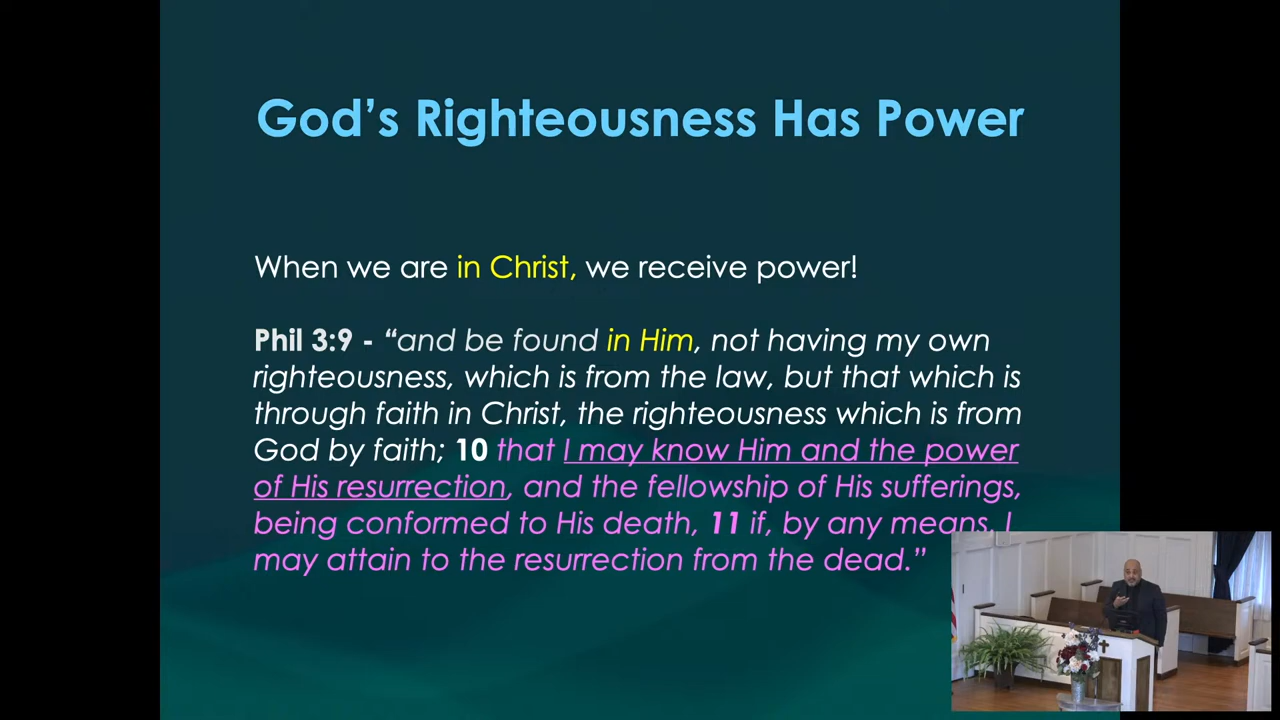 God’s Righteousness Has Power
When we are in Christ, we receive power!
Phil 3:9 - “and be found in Him, not having my own
righteousness, which is from the law, but that which is
through faith in Christ, the righteousness which is from
God by faith; 10 that I may know Him and the power
of His resurrection, and the fellowship of His sufferings,
being conformed to His death, 11 if, by any means, I
may attain to the resurrection from the dead.”